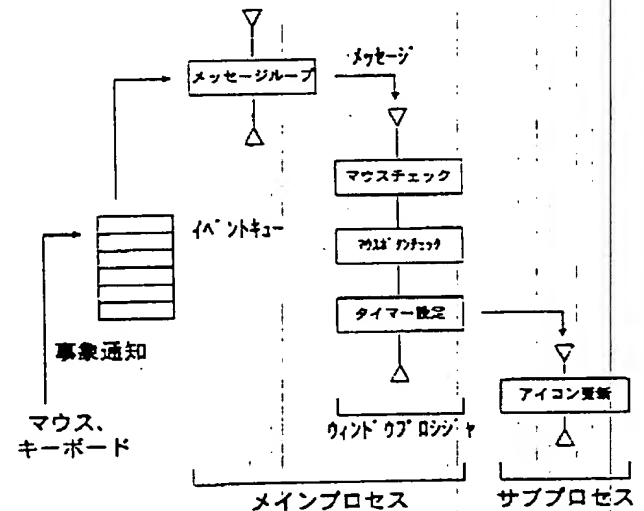 メッセージループ
メッセージ
マウスチェック
イベントキュー
マウスボタンチェック
タイマー設定
事象通知
アイコン更新
マウス、
キーボード
ウィンドウプロシジャ
メインプロセス
サブプロセス